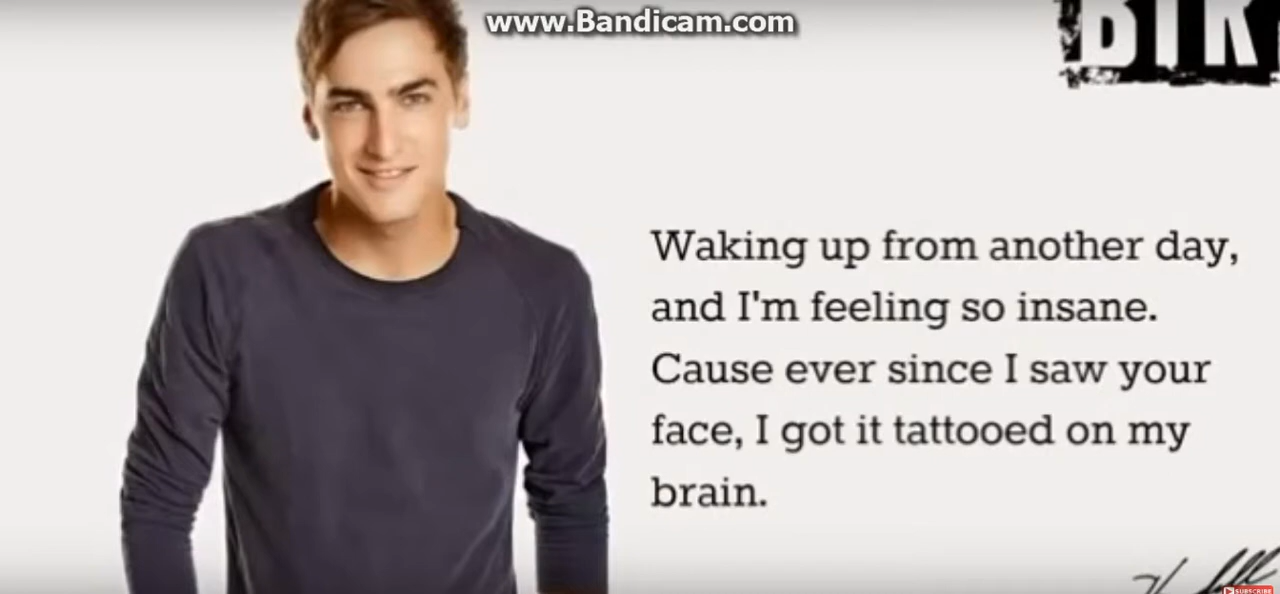 www.Bandicam.com
BTR
Waking up from another day,
and I'm feeling so insane.
Cause ever since I saw your
face, I got it tattooed on my
brain.
SUBSCRIBE